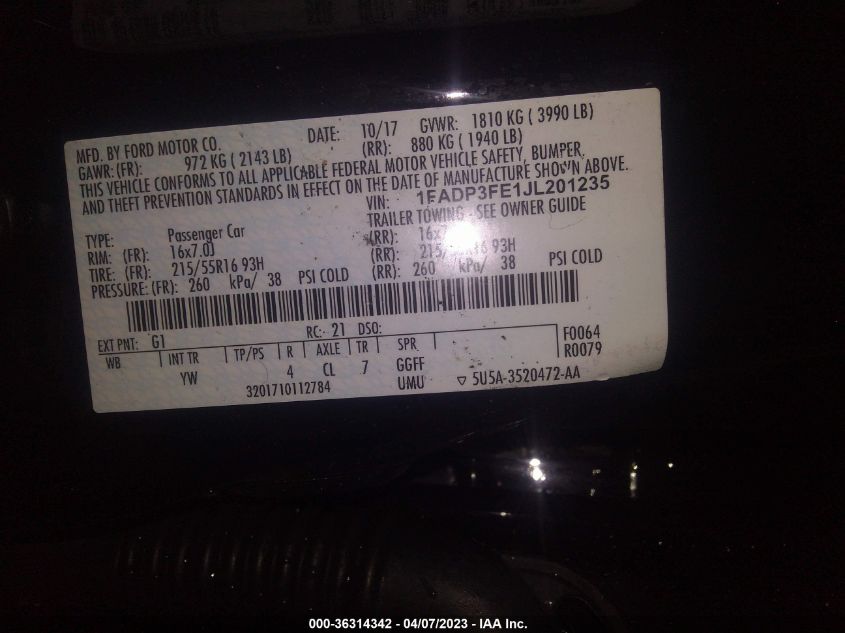 MFD. BY FORD MOTOR CO. DATE: 10/17 GVWR: 1810 KG ( 3990 LB)
GAWR: (FR): 972 KG ( 2143 LB) (RR): 880 KG ( 1940 LB)
THIS VEHICLE CONFORMS TO ALL APPLICABLE FEDERAL MOTOR VEHICLE SAFETY, BUMPER,
AND THEFT PREVENTION STANDARDS IN EFFECT ON THE DATE OF MANUFACTURE SHOWN ABOVE.
VIN: 1FADP3FE1JL201235
TYPE: Passenger Car TRAILER TOWING - SEE OWNER GUIDE
RIM: (FR): 16x7.0J (RR):
TIRE: (FR): 215/55R16 93H (RR): 93H
PRESSURE: (FR): 260 kPa/ 38 PSI COLD (RR): 260 kPa/ 38 PSI COLD
EXT PNT: G1 RC: 21 DSO: F0064
WB INT TR TP/PS R AXLE TR SPR R0079
YW 4 CL 7 GGFF
3201710112784 UMU ▽ 5U5A-3520472-AA
000-36314342 - 04/07/2023 - IAA Inc.